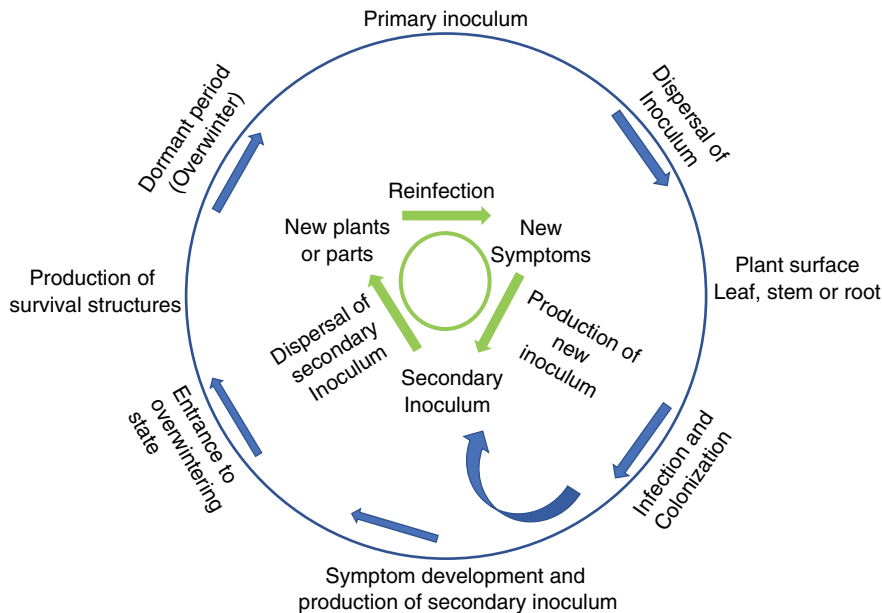 Primary inoculum
Dispersal of
Inoculum
Plant surface
Leaf, stem or root
Infection and
Colonization
Symptom development and
production of secondary inoculum
Entrance to
overwintering
state
Production of
survival structures
Dormant period
(Overwinter)
Reinfection
New
Symptoms
Production of
new
inoculum
Secondary
Inoculum
Dispersal of
secondary
Inoculum
New plants
or parts